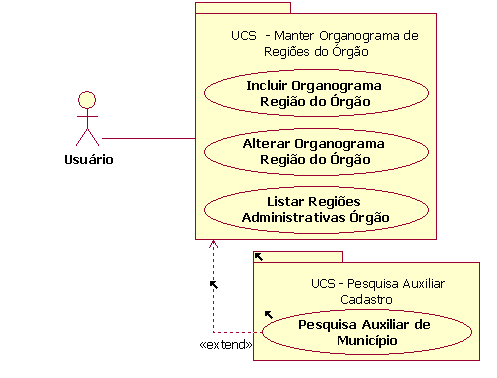 UCS - Manter Organograma de
Regiões do Órgão
Incluir Organograma
Região do Órgão
Usuário
Alterar Organograma
Região do Órgão
Listar Regiões
Administrativas Órgão
UCS - Pesquisa Auxiliar
Cadastro
Pesquisa Auxiliar de
Município
«extend»